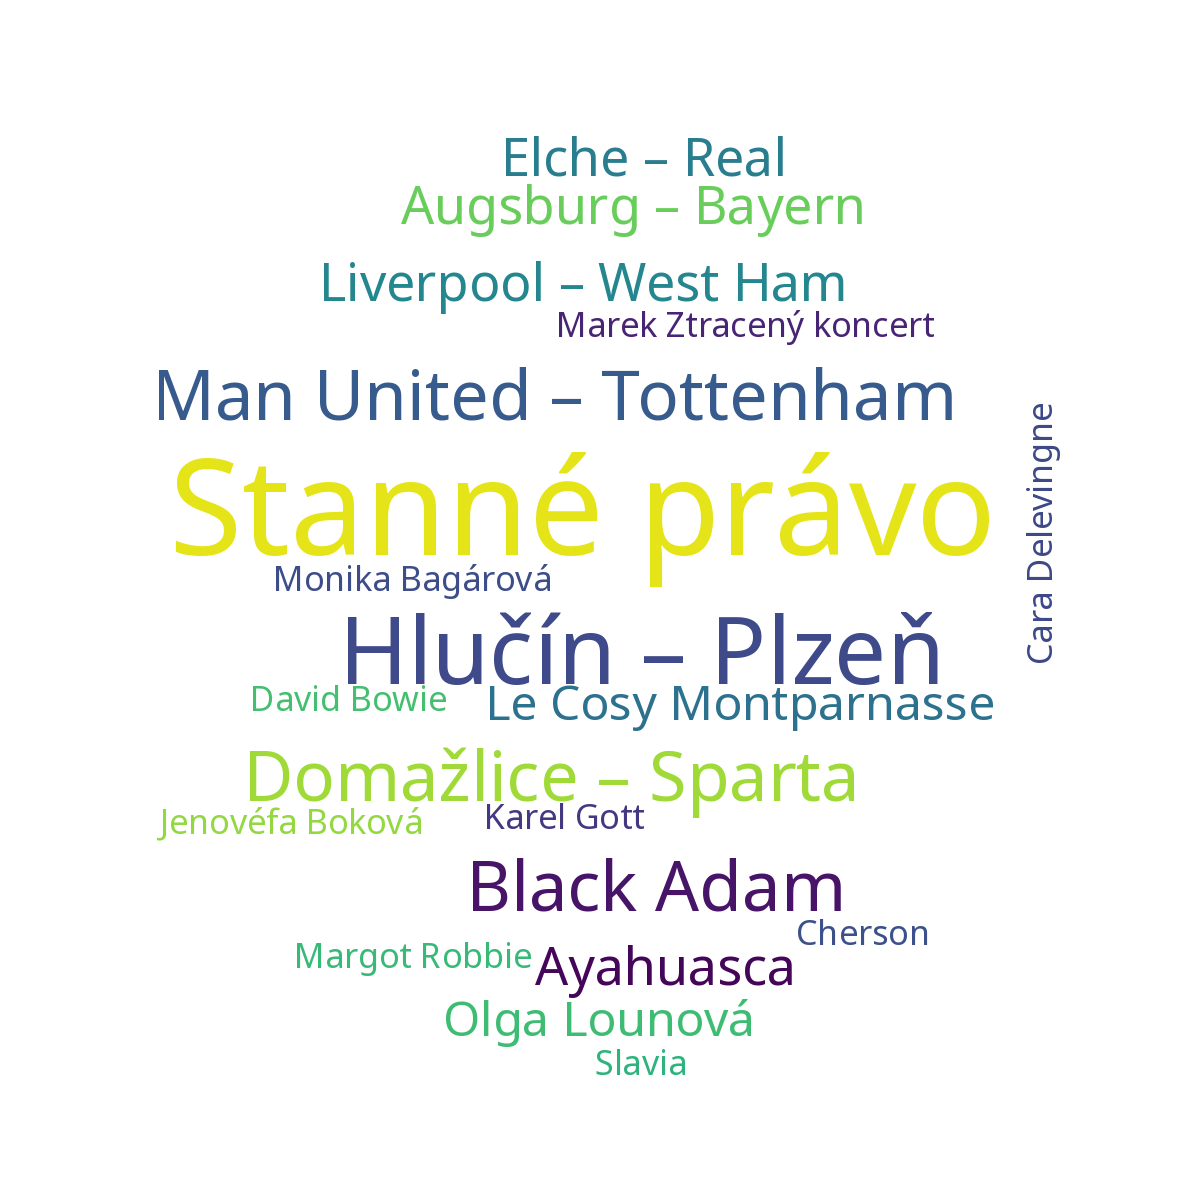 Elche – Real
Augsburg – Bayern
Liverpool – West Ham
Marek Ztracený koncert
Man United – Tottenham
Cara Delevingne
Stanné právo
Monika Bagárová
Hlučín – Plzeň
David Bowie
Le Cosy Montparnasse
Domažlice – Sparta
Jenovéfa Boková
Karel Gott
Black Adam
Cherson
Margot Robbie
Ayahuasca
Olga Lounová
Slavia